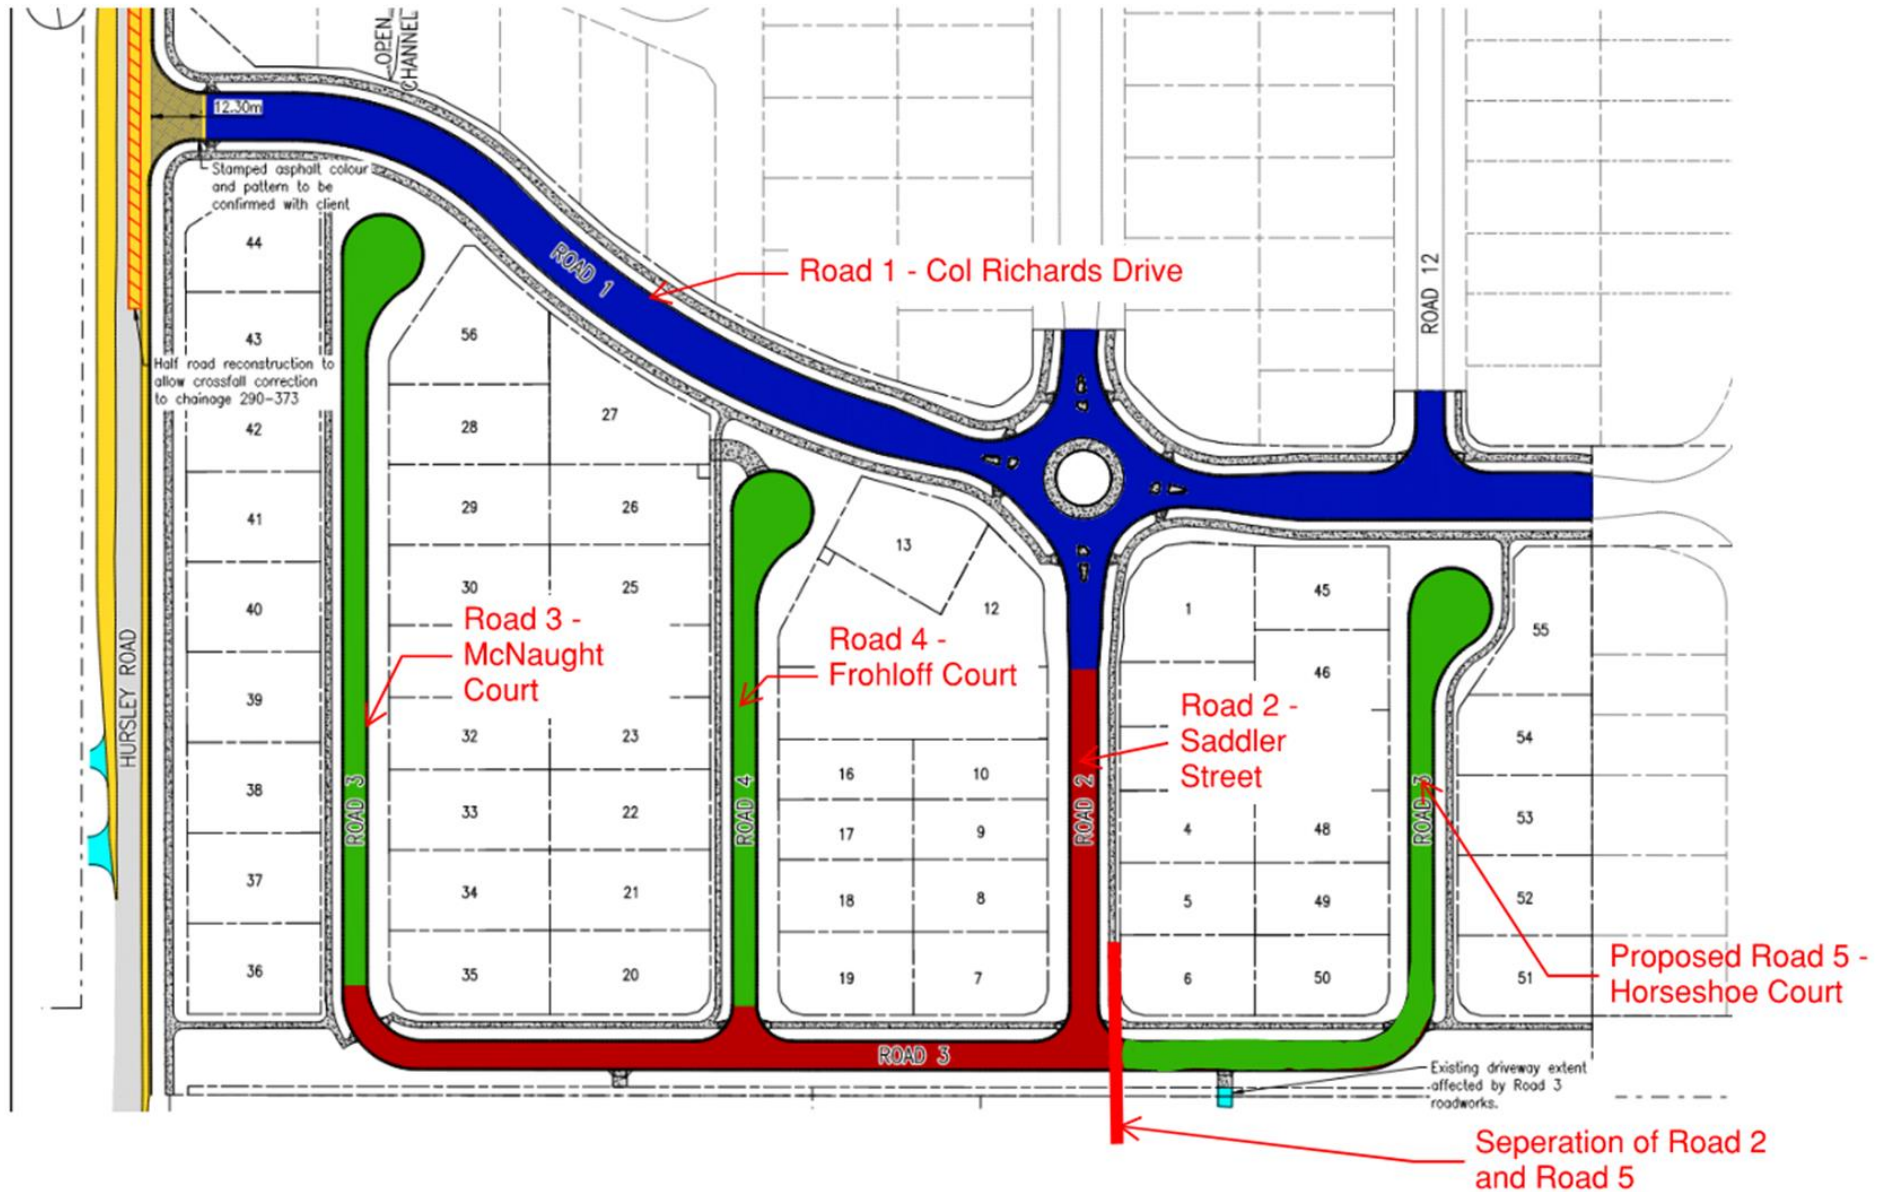 OPEN
CHANNEL
12.30m
Stamped asphalt colour
and pattern to be
confirmed with client
44
43
Half road reconstruction to
allow crossfall correction
to chainage 290-373
42
41
40
39
38
37
36
HURSLEY ROAD
ROAD 1
Road 1 - Col Richards Drive
ROAD 12
56
28
27
29
26
30
25
Road 3 -
McNaught
Court
32
23
33
22
34
21
35
20
ROAD 3
ROAD 4
13
12
Road 4 -
Frohloff Court
16
10
17
9
18
8
19
7
ROAD 2
Road 2 -
Saddler
Street
1
45
46
4
48
5
49
6
50
ROAD 3
55
54
53
52
51
Proposed Road 5 -
Horseshoe Court
ROAD 3
Existing driveway extent
affected by Road 3
roadworks.
Seperation of Road 2
and Road 5